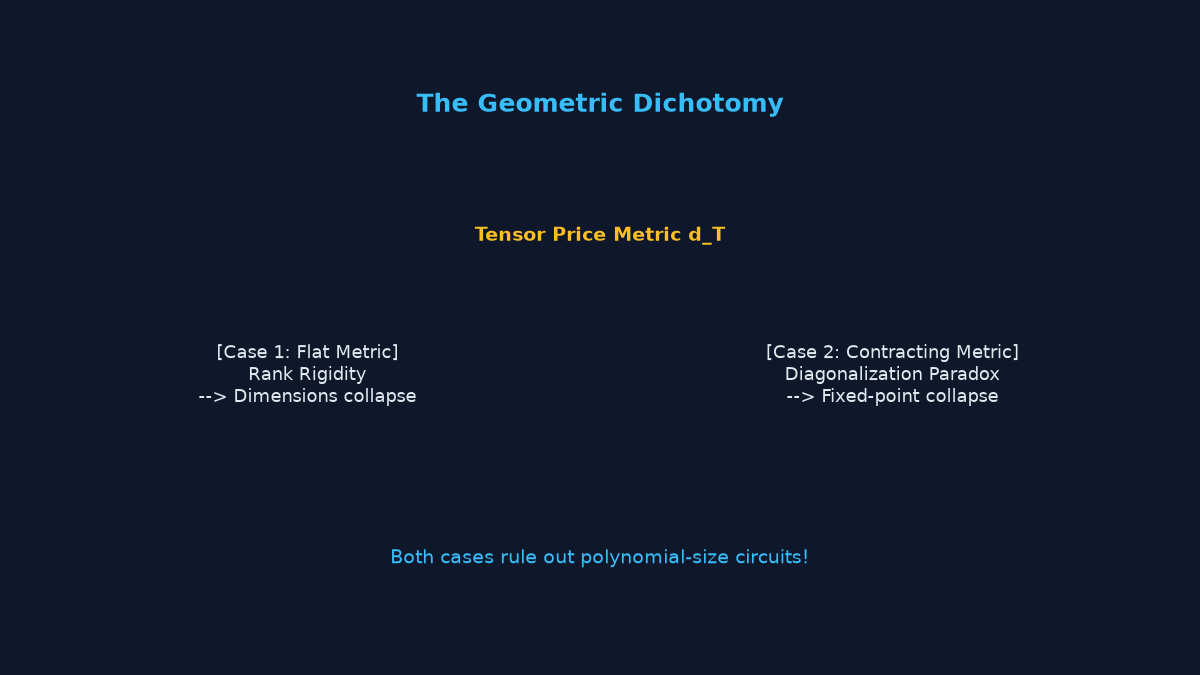 The Geometric Dichotomy
Tensor Price Metric d_T
[Case 1: Flat Metric]
Rank Rigidity
--> Dimensions collapse
[Case 2: Contracting Metric]
Diagonalization Paradox
--> Fixed-point collapse
Both cases rule out polynomial-size circuits!